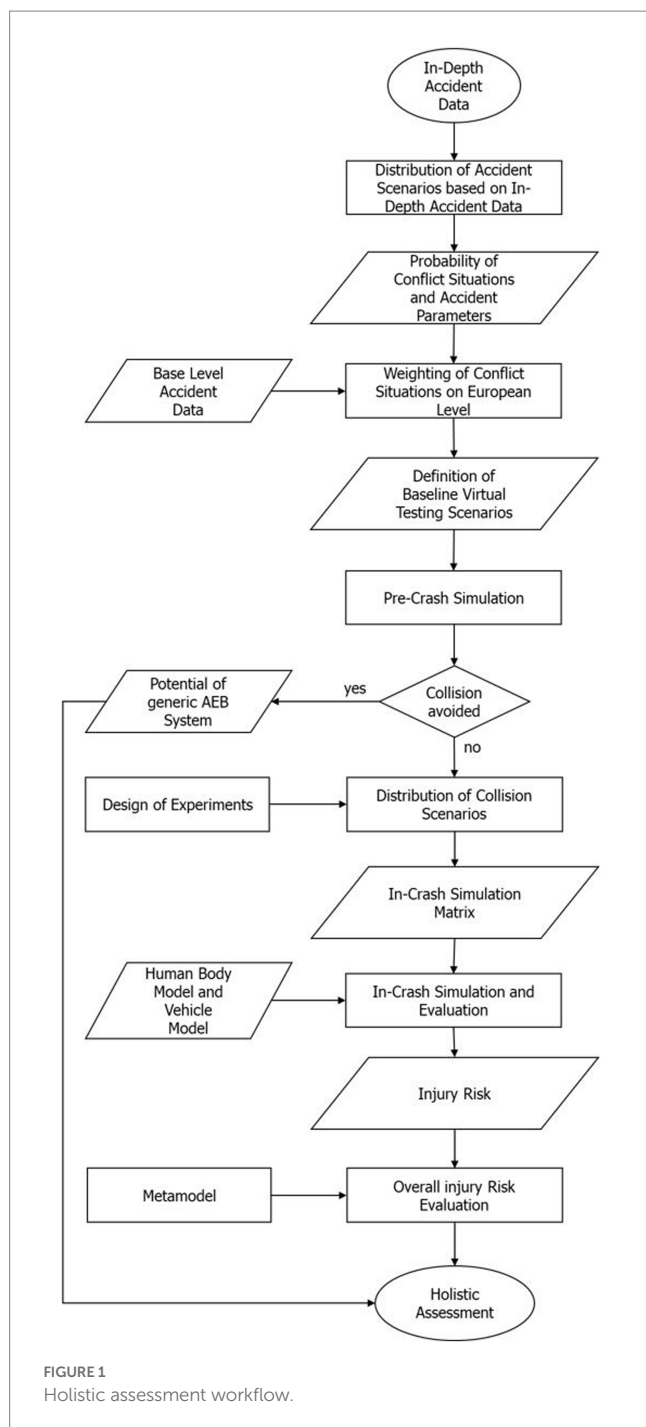 In-Depth
Accident
Data
Distribution of Accident
Scenarios based on In-
Depth Accident Data
Probability of
Conflict Situations
and Accident
Parameters
Base Level
Accident
Data
Weighting of Conflict
Situations on European
Level
Definition of
Baseline Virtual
Testing Scenarios
Pre-Crash Simulation
Potential of
generic AEB
System
yes
Collision
avoided
no
Design of Experiments
Distribution of Collision
Scenarios
In-Crash Simulation
Matrix
Human Body
Model and
Vehicle
Model
In-Crash Simulation and
Evaluation
Injury Risk
Metamodel
Overall injury Risk
Evaluation
Holistic
Assessment
FIGURE 1
Holistic assessment workflow.